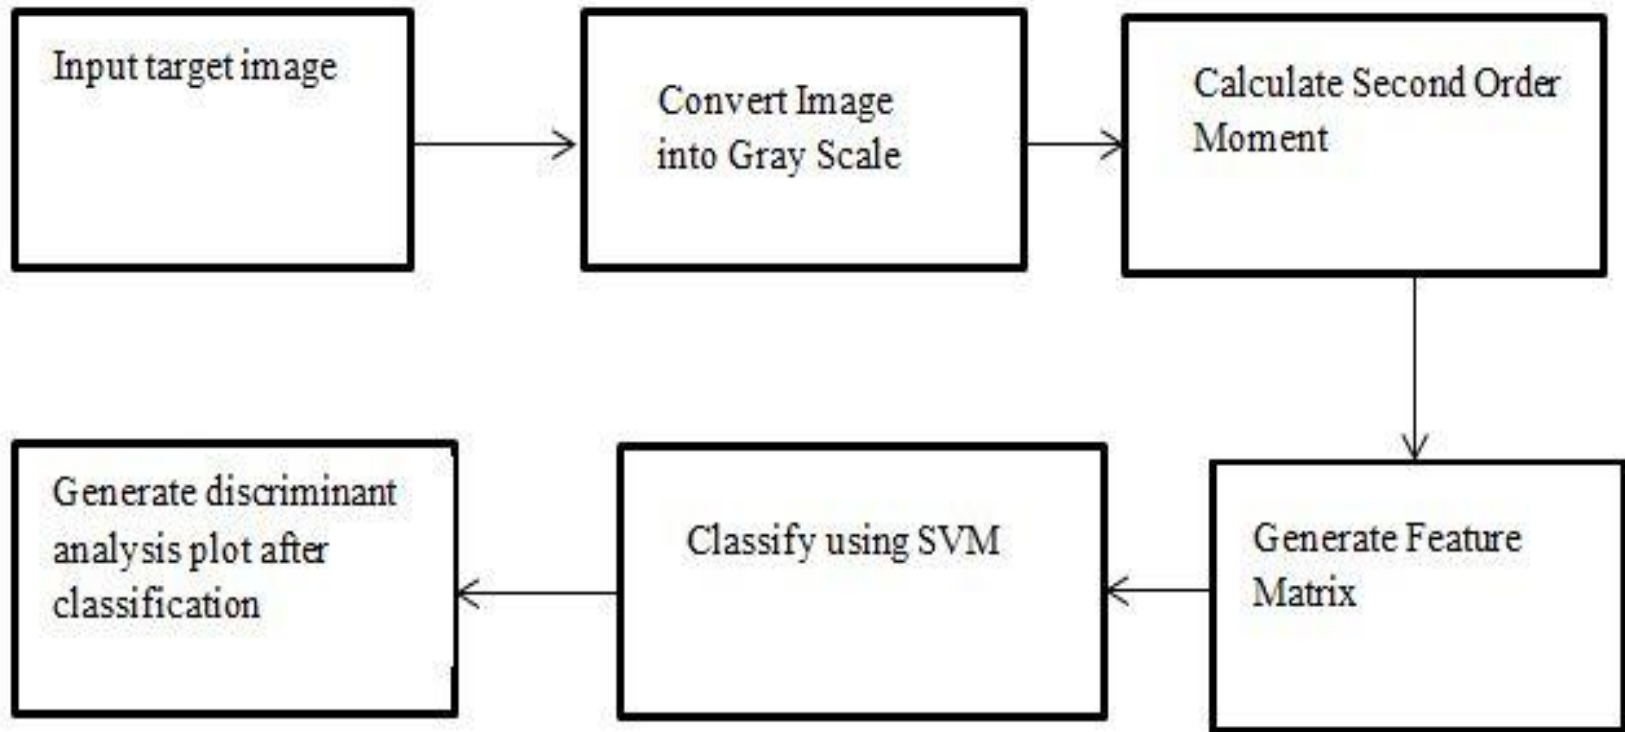 Input target image
Convert Image
into Gray Scale
Calculate Second Order
Moment
Generate Feature
Matrix
Classify using SVM
Generate discriminant
analysis plot after
classification